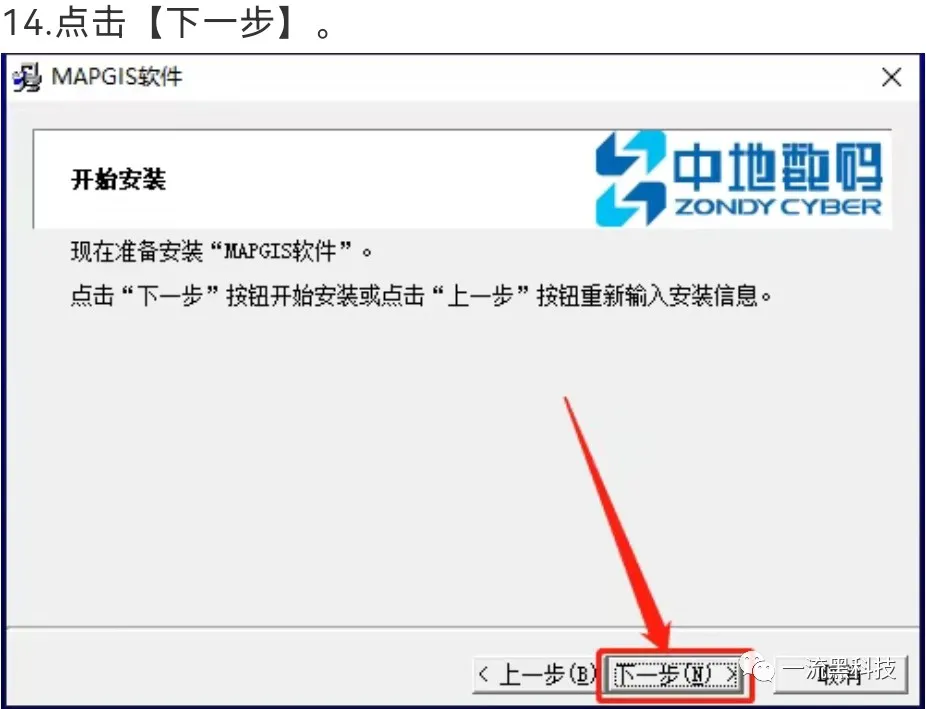 14.点击【下一步】。
MAPGIS软件
开始安装
中地数码
ZONDY CYBER
现在准备安装“MAPGIS软件”。
点击“下一步”按钮开始安装或点击“上一步”按钮重新输入安装信息。
< 上一步(B) 下一步(N) > 取消
一流黑科技